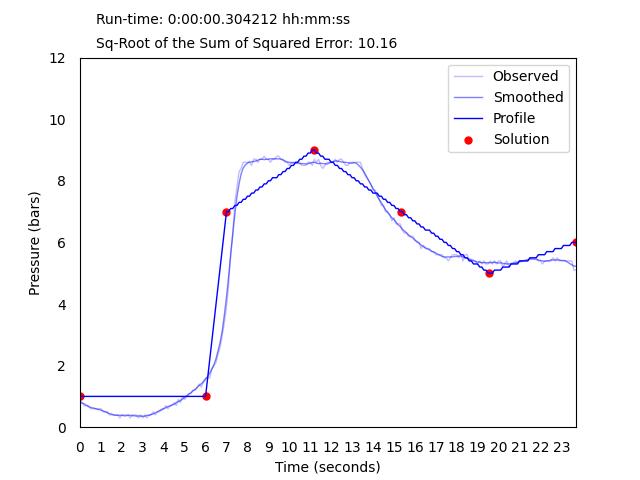 Run-time: 0:00:00.304212 hh:mm:ss
Sq-Root of the Sum of Squared Error: 10.16
12
10
8
6
4
2
0
Pressure (bars)
Observed
Smoothed
Profile
Solution
0 1 2 3 4 5 6 7 8 9 10 11 12 13 14 15 16 17 18 19 20 21 22 23
Time (seconds)